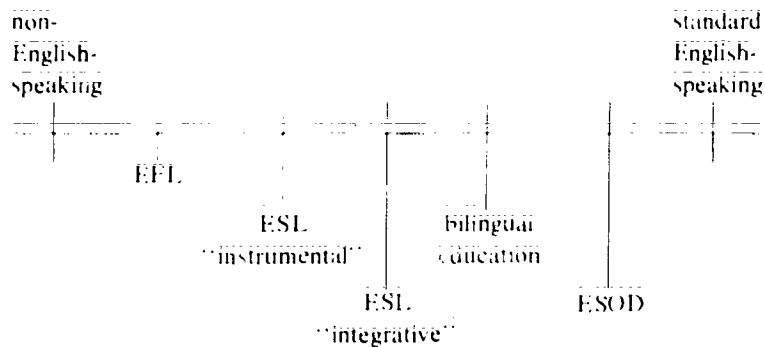 non-
English-
speaking
standard
English-
speaking
EFL
ESL
"instrumental"
ESL
"integrative"
bilingual
education
ESOD